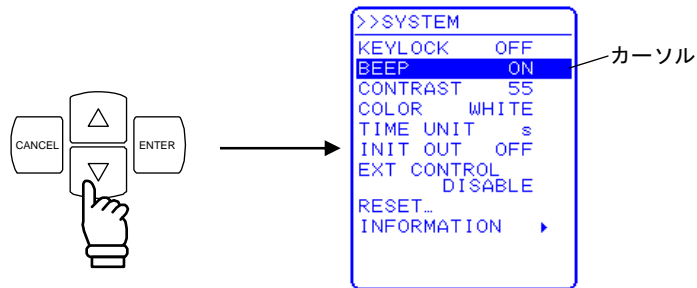 CANCEL
ENTER
>>SYSTEM
KEYLOCK OFF
BEEP ON
CONTRAST 55
COLOR WHITE
TIME UNIT s
INIT OUT OFF
EXT CONTROL
DISABLE
RESET…
INFORMATION
カーソル